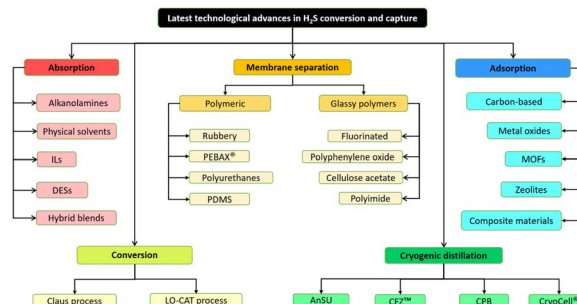 Latest technological advances in H₂S conversion and capture
Absorption
Membrane separation
Adsorption
Alkanolamines
Physical solvents
ILs
DESs
Hybrid blends
Polymeric
Glassy polymers
Rubbery
PEBAX®
Polyurethanes
PDMS
Fluorinated
Polyphenylene oxide
Cellulose acetate
Polyimide
Carbon-based
Metal oxides
MOFs
Zeolites
Composite materials
Conversion
Cryogenic distillation
Claus process
LO-CAT process
AnSU
CFZ™
CPB
CryoCell®